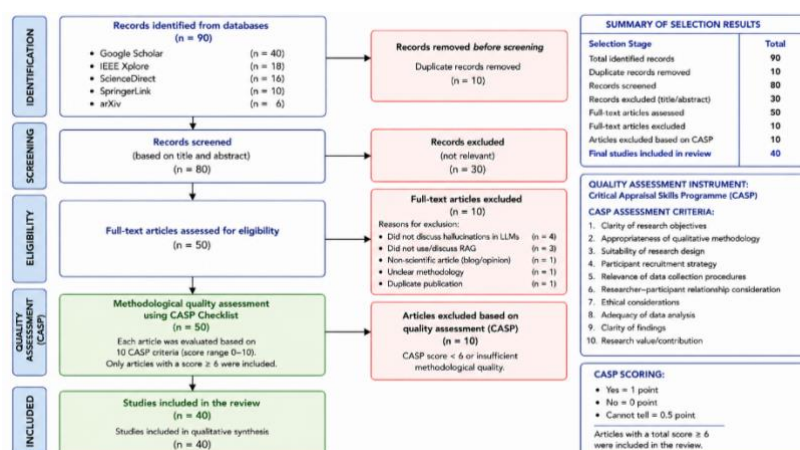 IDENTIFICATION
Records identified from databases
(n = 90)
• Google Scholar (n = 40)
• IEEE Xplore (n = 18)
• ScienceDirect (n = 16)
• SpringerLink (n = 10)
• arXiv (n = 6)
Records removed before screening
Duplicate records removed
(n = 10)
SCREENING
Records screened
(based on title and abstract)
(n = 80)
Records excluded
(not relevant)
(n = 30)
ELIGIBILITY
Full-text articles assessed for eligibility
(n = 50)
Full-text articles excluded
(n = 10)
Reasons for exclusion:
• Did not discuss hallucinations in LLMs (n = 4)
• Did not use/discuss RAG (n = 3)
• Non-scientific article (blog/opinion) (n = 1)
• Unclear methodology (n = 1)
• Duplicate publication (n = 1)
QUALITY
ASSESSMENT
(CASP)
Methodological quality assessment
using CASP Checklist
(n = 50)
Each article was evaluated based on
10 CASP criteria (score range 0–10).
Only articles with a score ≥ 6 were included.
Articles excluded based on
quality assessment (CASP)
(n = 10)
CASP score < 6 or insufficient
methodological quality.
INCLUDED
Studies included in the review
(n = 40)
Studies included in qualitative synthesis
(n = 40)
SUMMARY OF SELECTION RESULTS
Selection Stage Total
Total identified records 90
Duplicate records removed 10
Records screened 80
Records excluded (title/abstract) 30
Full-text articles assessed 50
Full-text articles excluded 10
Articles excluded based on CASP 10
Final studies included in review 40
QUALITY ASSESSMENT INSTRUMENT:
Critical Appraisal Skills Programme (CASP)
CASP ASSESSMENT CRITERIA:
1. Clarity of research objectives
2. Appropriateness of qualitative methodology
3. Suitability of research design
4. Participant recruitment strategy
5. Relevance of data collection procedures
6. Researcher–participant relationship consideration
7. Ethical considerations
8. Adequacy of data analysis
9. Clarity of findings
10. Research value/contribution
CASP SCORING:
• Yes = 1 point
• No = 0 point
• Cannot tell = 0.5 point
Articles with a total score ≥ 6
were included in the review.